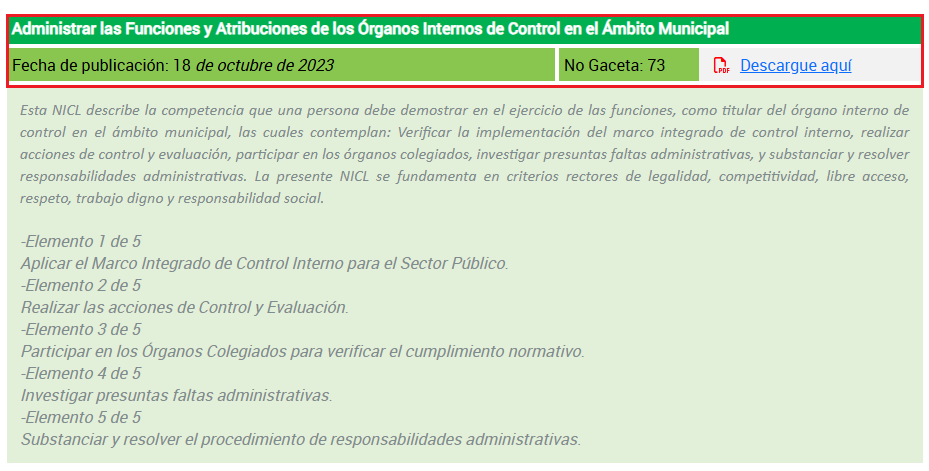 Administrar las Funciones y Atribuciones de los Órganos Internos de Control en el Ámbito Municipal
Fecha de publicación: 18 de octubre de 2023 No Gaceta: 73 PDF Descargue aquí
Esta NICL describe la competencia que una persona debe demostrar en el ejercicio de las funciones, como titular del órgano interno de
control en el ámbito municipal, las cuales contemplan: Verificar la implementación del marco integrado de control interno, realizar
acciones de control y evaluación, participar en los órganos colegiados, investigar presuntas faltas administrativas, y substanciar y resolver
responsabilidades administrativas. La presente NICL se fundamenta en criterios rectores de legalidad, competitividad, libre acceso,
respeto, trabajo digno y responsabilidad social.
-Elemento 1 de 5
Aplicar el Marco Integrado de Control Interno para el Sector Público.
-Elemento 2 de 5
Realizar las acciones de Control y Evaluación.
-Elemento 3 de 5
Participar en los Órganos Colegiados para verificar el cumplimiento normativo.
-Elemento 4 de 5
Investigar presuntas faltas administrativas.
-Elemento 5 de 5
Substanciar y resolver el procedimiento de responsabilidades administrativas.